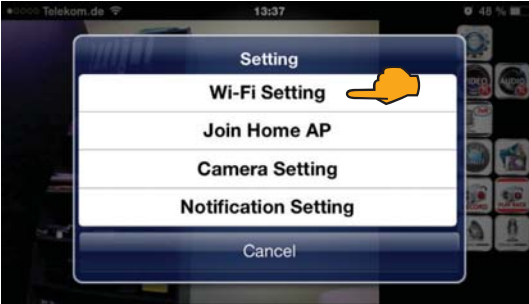 Telekom.de 13:37 48 %
Setting
Wi-Fi Setting
Join Home AP
Camera Setting
Notification Setting
Cancel